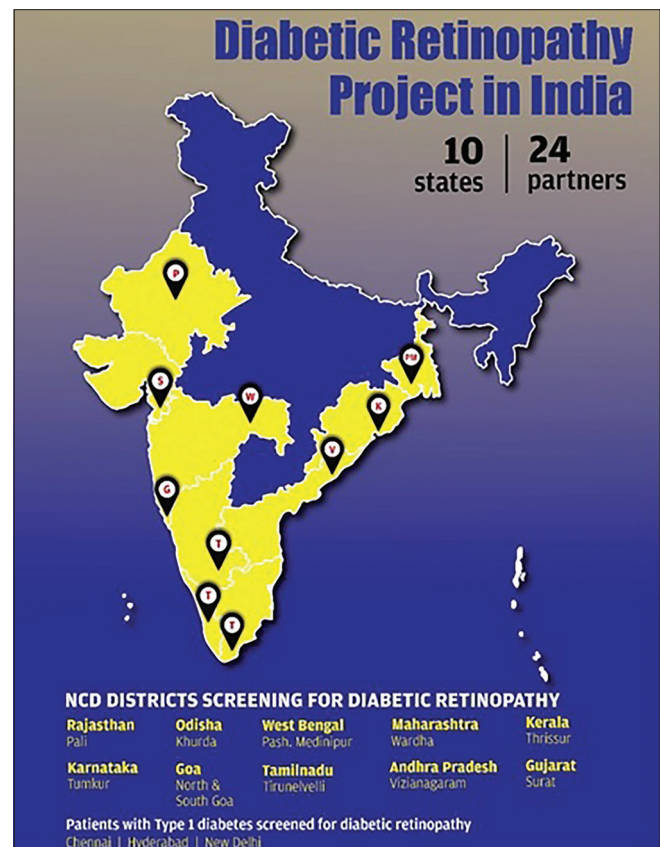 Diabetic Retinopathy
Project in India
10 | 24
states | partners
P
S
W
PM
K
V
G
T
T
T
NCD DISTRICTS SCREENING FOR DIABETIC RETINOPATHY
Rajasthan Odisha West Bengal Maharashtra Kerala
Pali Khurda Pash. Medinipur Wardha Thrissur
Karnataka Goa Tamilnadu Andhra Pradesh Gujarat
Tumkur North & Tirunelvelli Vizianagaram Surat
South Goa
Patients with Type 1 diabetes screened for diabetic retinopathy
Chennai | Hyderabad | New Delhi